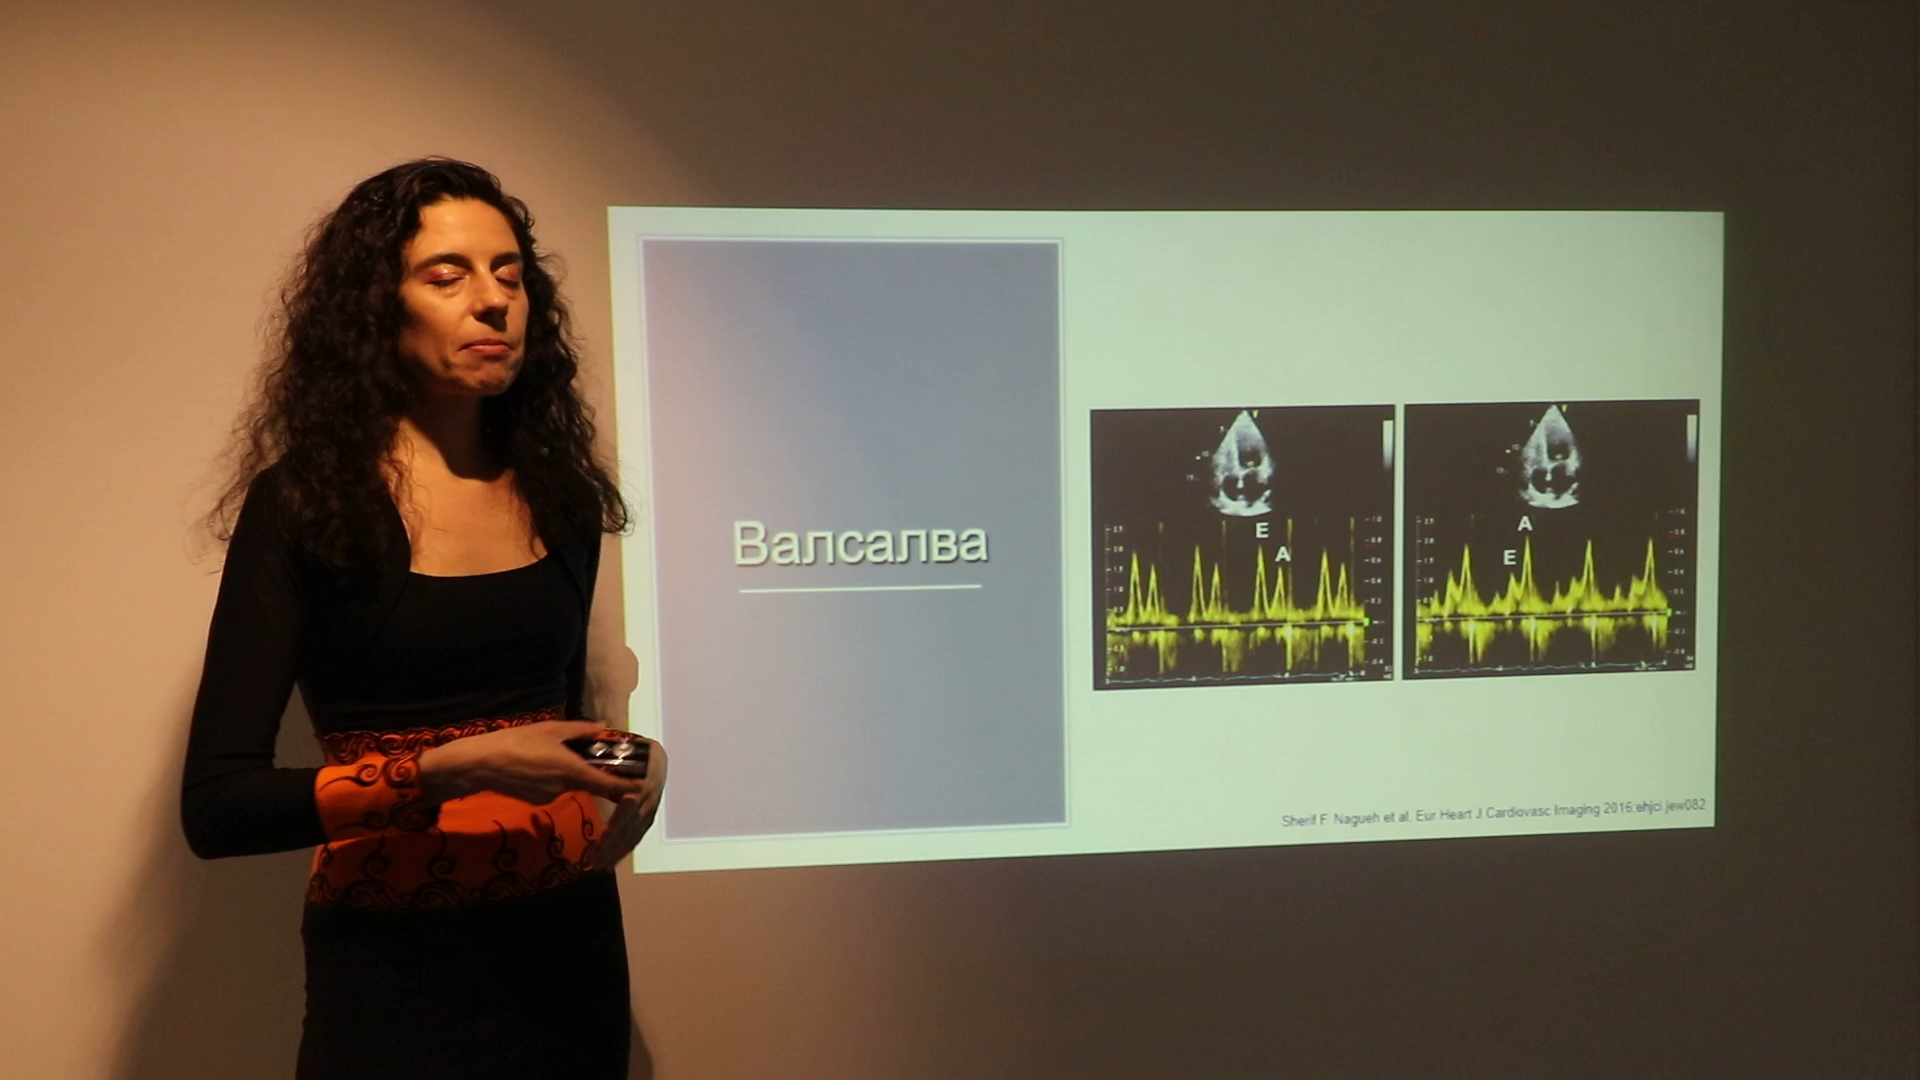 Валсалва
E
A
A
E
Sherif F. Nagueh et al. Eur Heart J Cardiovasc Imaging 2016;ehjci.jew082